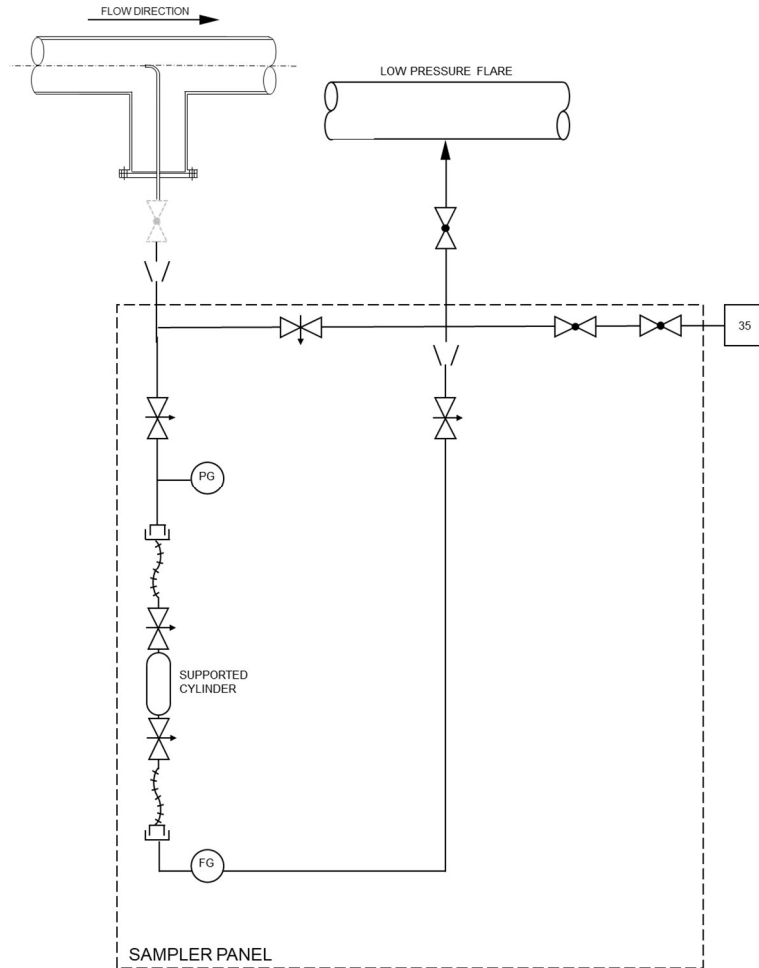 FLOW DIRECTION
LOW PRESSURE FLARE
35
PG
SUPPORTED
CYLINDER
FG
SAMPLER PANEL